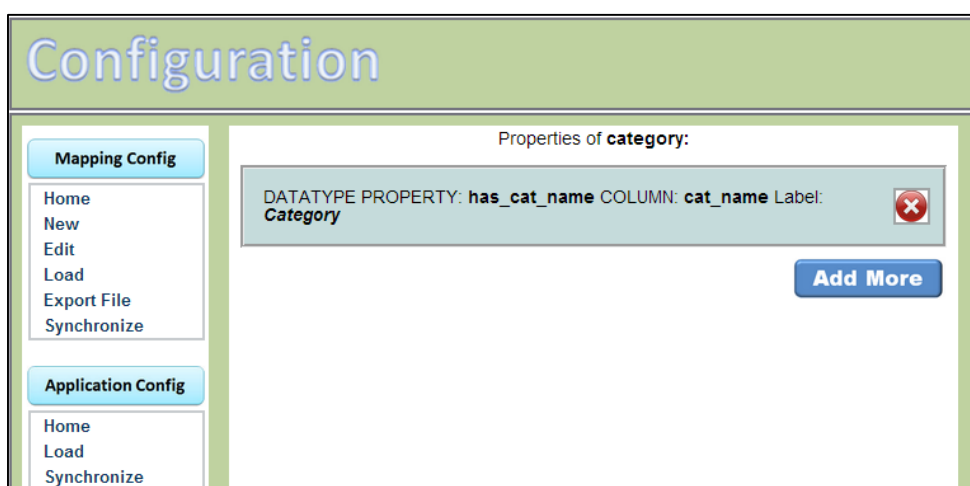 Configuration
Mapping Config
Home
New
Edit
Load
Export File
Synchronize
Application Config
Home
Load
Synchronize
Properties of category:
DATATYPE PROPERTY: has_cat_name COLUMN: cat_name Label:
Category
Add More